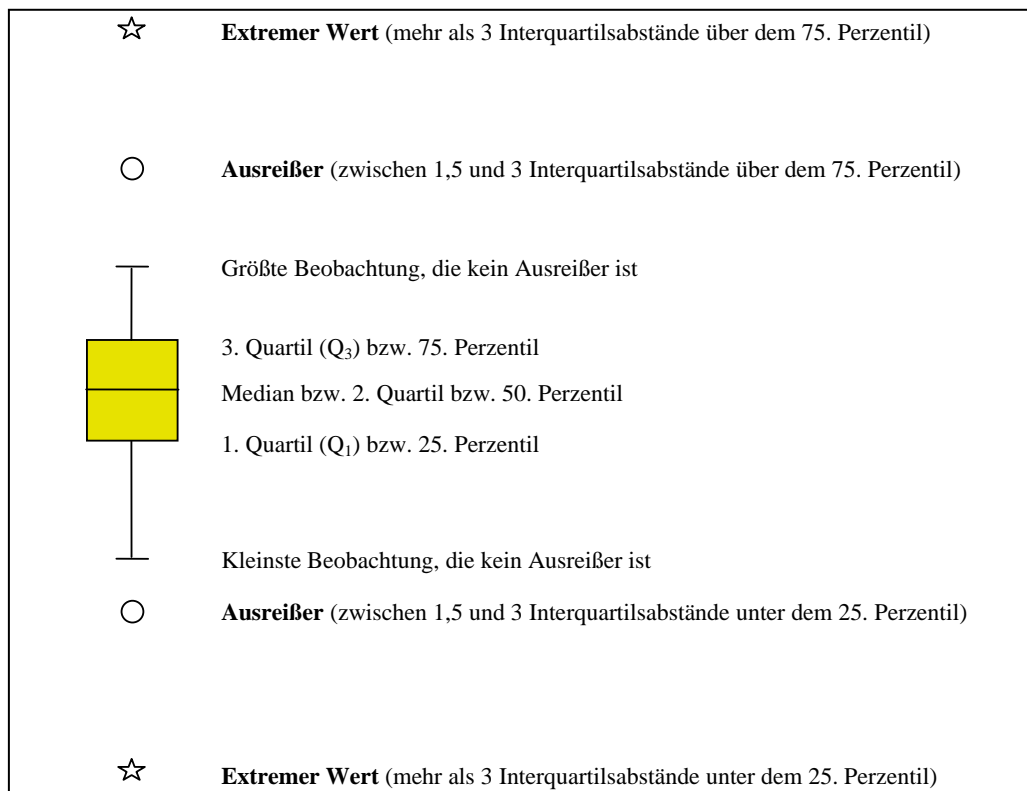 Extremer Wert (mehr als 3 Interquartilsabstände über dem 75. Perzentil)
Ausreißer (zwischen 1,5 und 3 Interquartilsabstände über dem 75. Perzentil)
Größte Beobachtung, die kein Ausreißer ist
3. Quartil (Q₃) bzw. 75. Perzentil
Median bzw. 2. Quartil bzw. 50. Perzentil
1. Quartil (Q₁) bzw. 25. Perzentil
Kleinste Beobachtung, die kein Ausreißer ist
Ausreißer (zwischen 1,5 und 3 Interquartilsabstände unter dem 25. Perzentil)
Extremer Wert (mehr als 3 Interquartilsabstände unter dem 25. Perzentil)